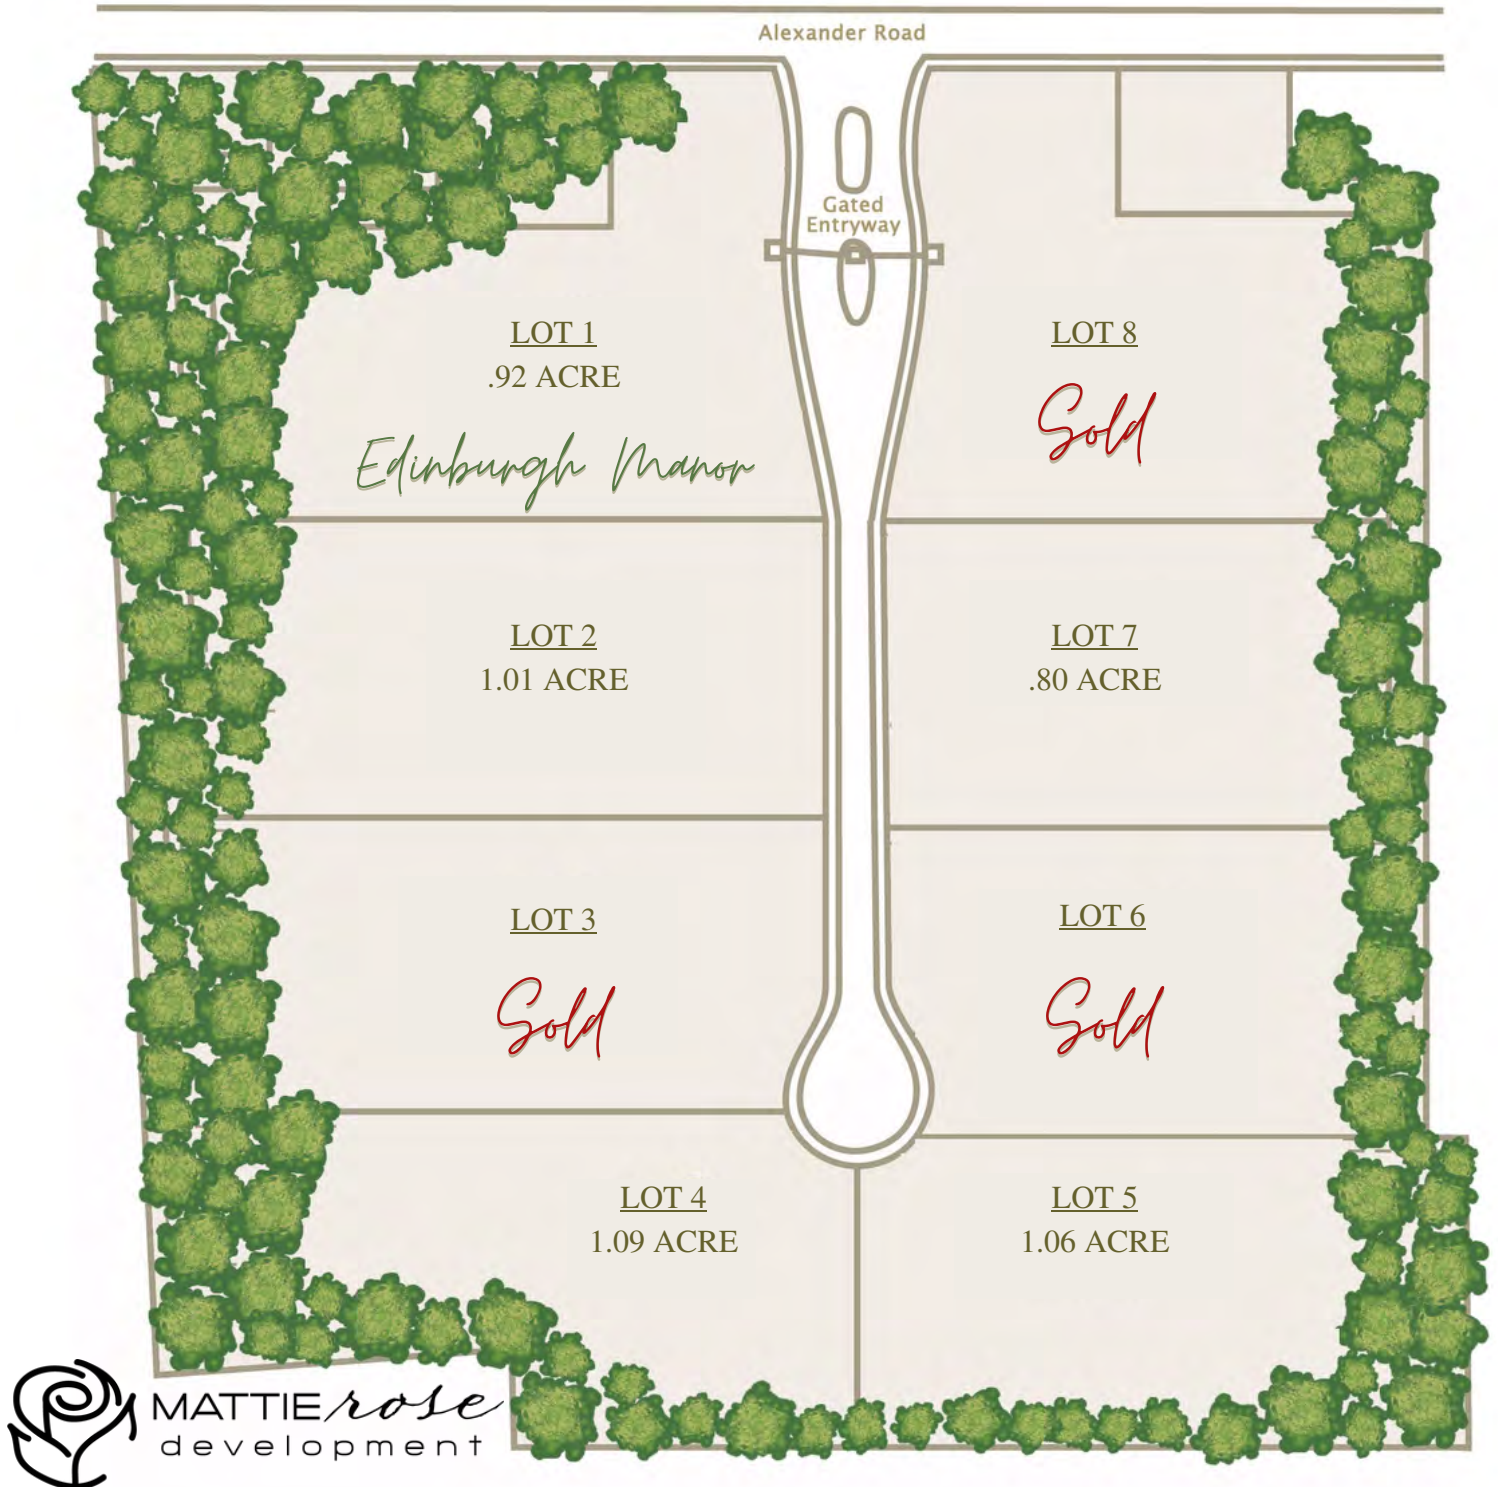 Alexander Road
Gated
Entryway
LOT 1
.92 ACRE
Edinburgh Manor
LOT 8
Sold
LOT 2
1.01 ACRE
LOT 7
.80 ACRE
LOT 3
Sold
LOT 6
Sold
LOT 4
1.09 ACRE
LOT 5
1.06 ACRE
MATTIE rose
development